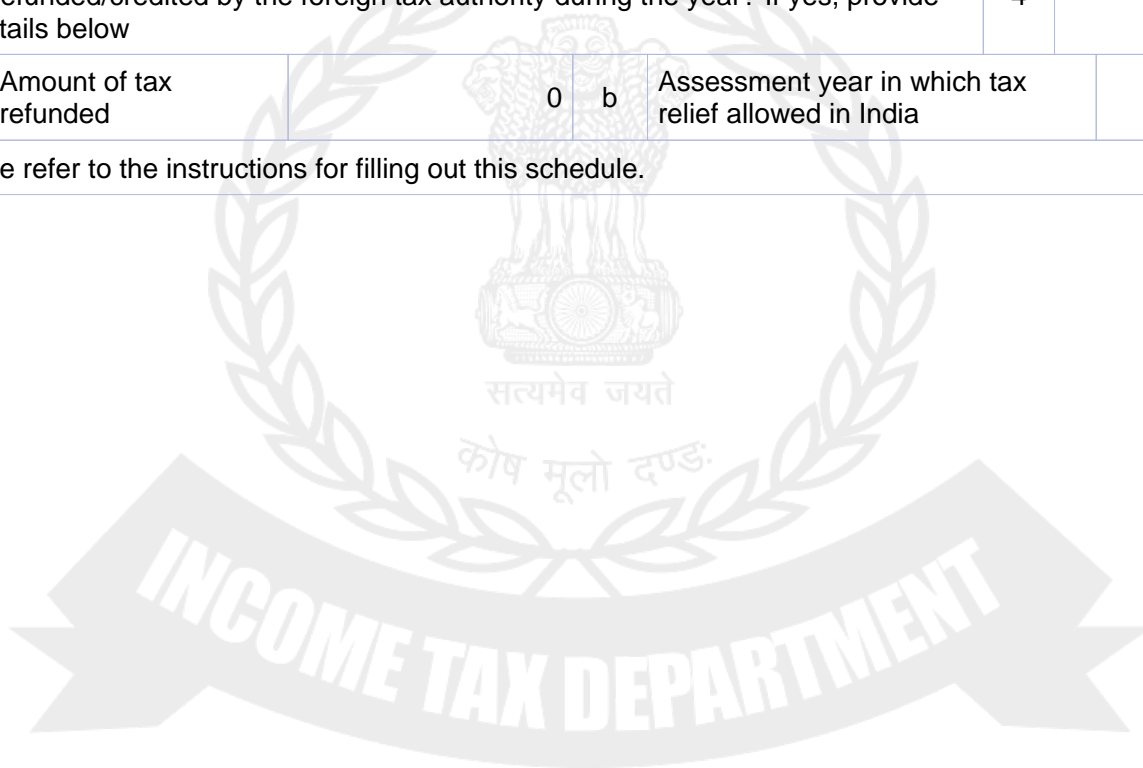 efunded/credited by the foreign tax authority during the year? If yes, provide 4
tails below
Amount of tax refunded 0 b Assessment year in which tax relief allowed in India
e refer to the instructions for filling out this schedule.
सत्यमेव जयते
कोष मूलो दण्डः
INCOME TAX DEPARTMENT